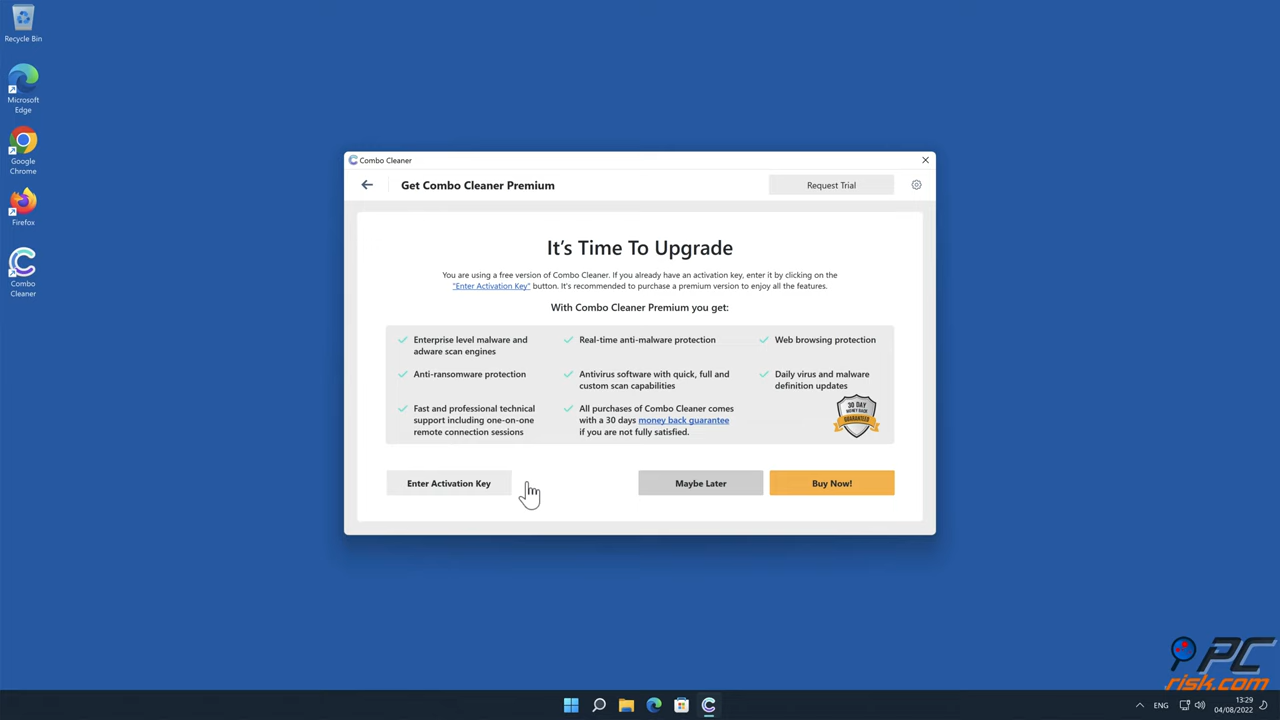 Recycle Bin
Microsoft
Edge
Google
Chrome
Firefox
Combo
Cleaner
Combo Cleaner
Get Combo Cleaner Premium
Request Trial
It's Time To Upgrade
You are using a free version of Combo Cleaner. If you already have an activation key, enter it by clicking on the
"Enter Activation Key" button. It's recommended to purchase a premium version to enjoy all the features.
With Combo Cleaner Premium you get:
Enterprise level malware and
adware scan engines
Real-time anti-malware protection
Web browsing protection
Anti-ransomware protection
Antivirus software with quick, full and
custom scan capabilities
Daily virus and malware
definition updates
Fast and professional technical
support including one-on-one
remote connection sessions
All purchases of Combo Cleaner comes
with a 30 days money back guarantee
if you are not fully satisfied.
30 DAY
MONEY BACK
GUARANTEED
Enter Activation Key
Maybe Later
Buy Now!
PC
risk.com
ENG
13:29
04/08/2022